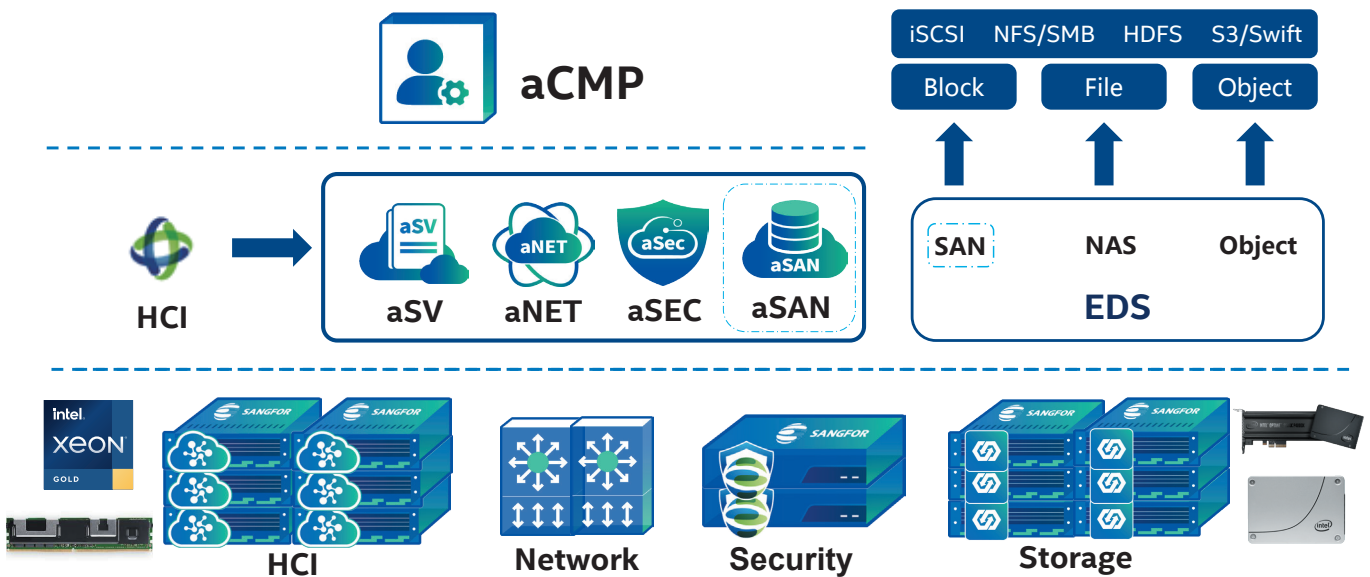 iSCSI NFS/SMB HDFS S3/Swift
Block File Object
aCMP
aSV aNET aSec aSAN
aSV aNET aSEC aSAN
HCI
SAN NAS Object
EDS
intel.
XEON
GOLD
SANGFOR SANGFOR
HCI
Network
SANGFOR
Security
SANGFOR SANGFOR
Storage
intel